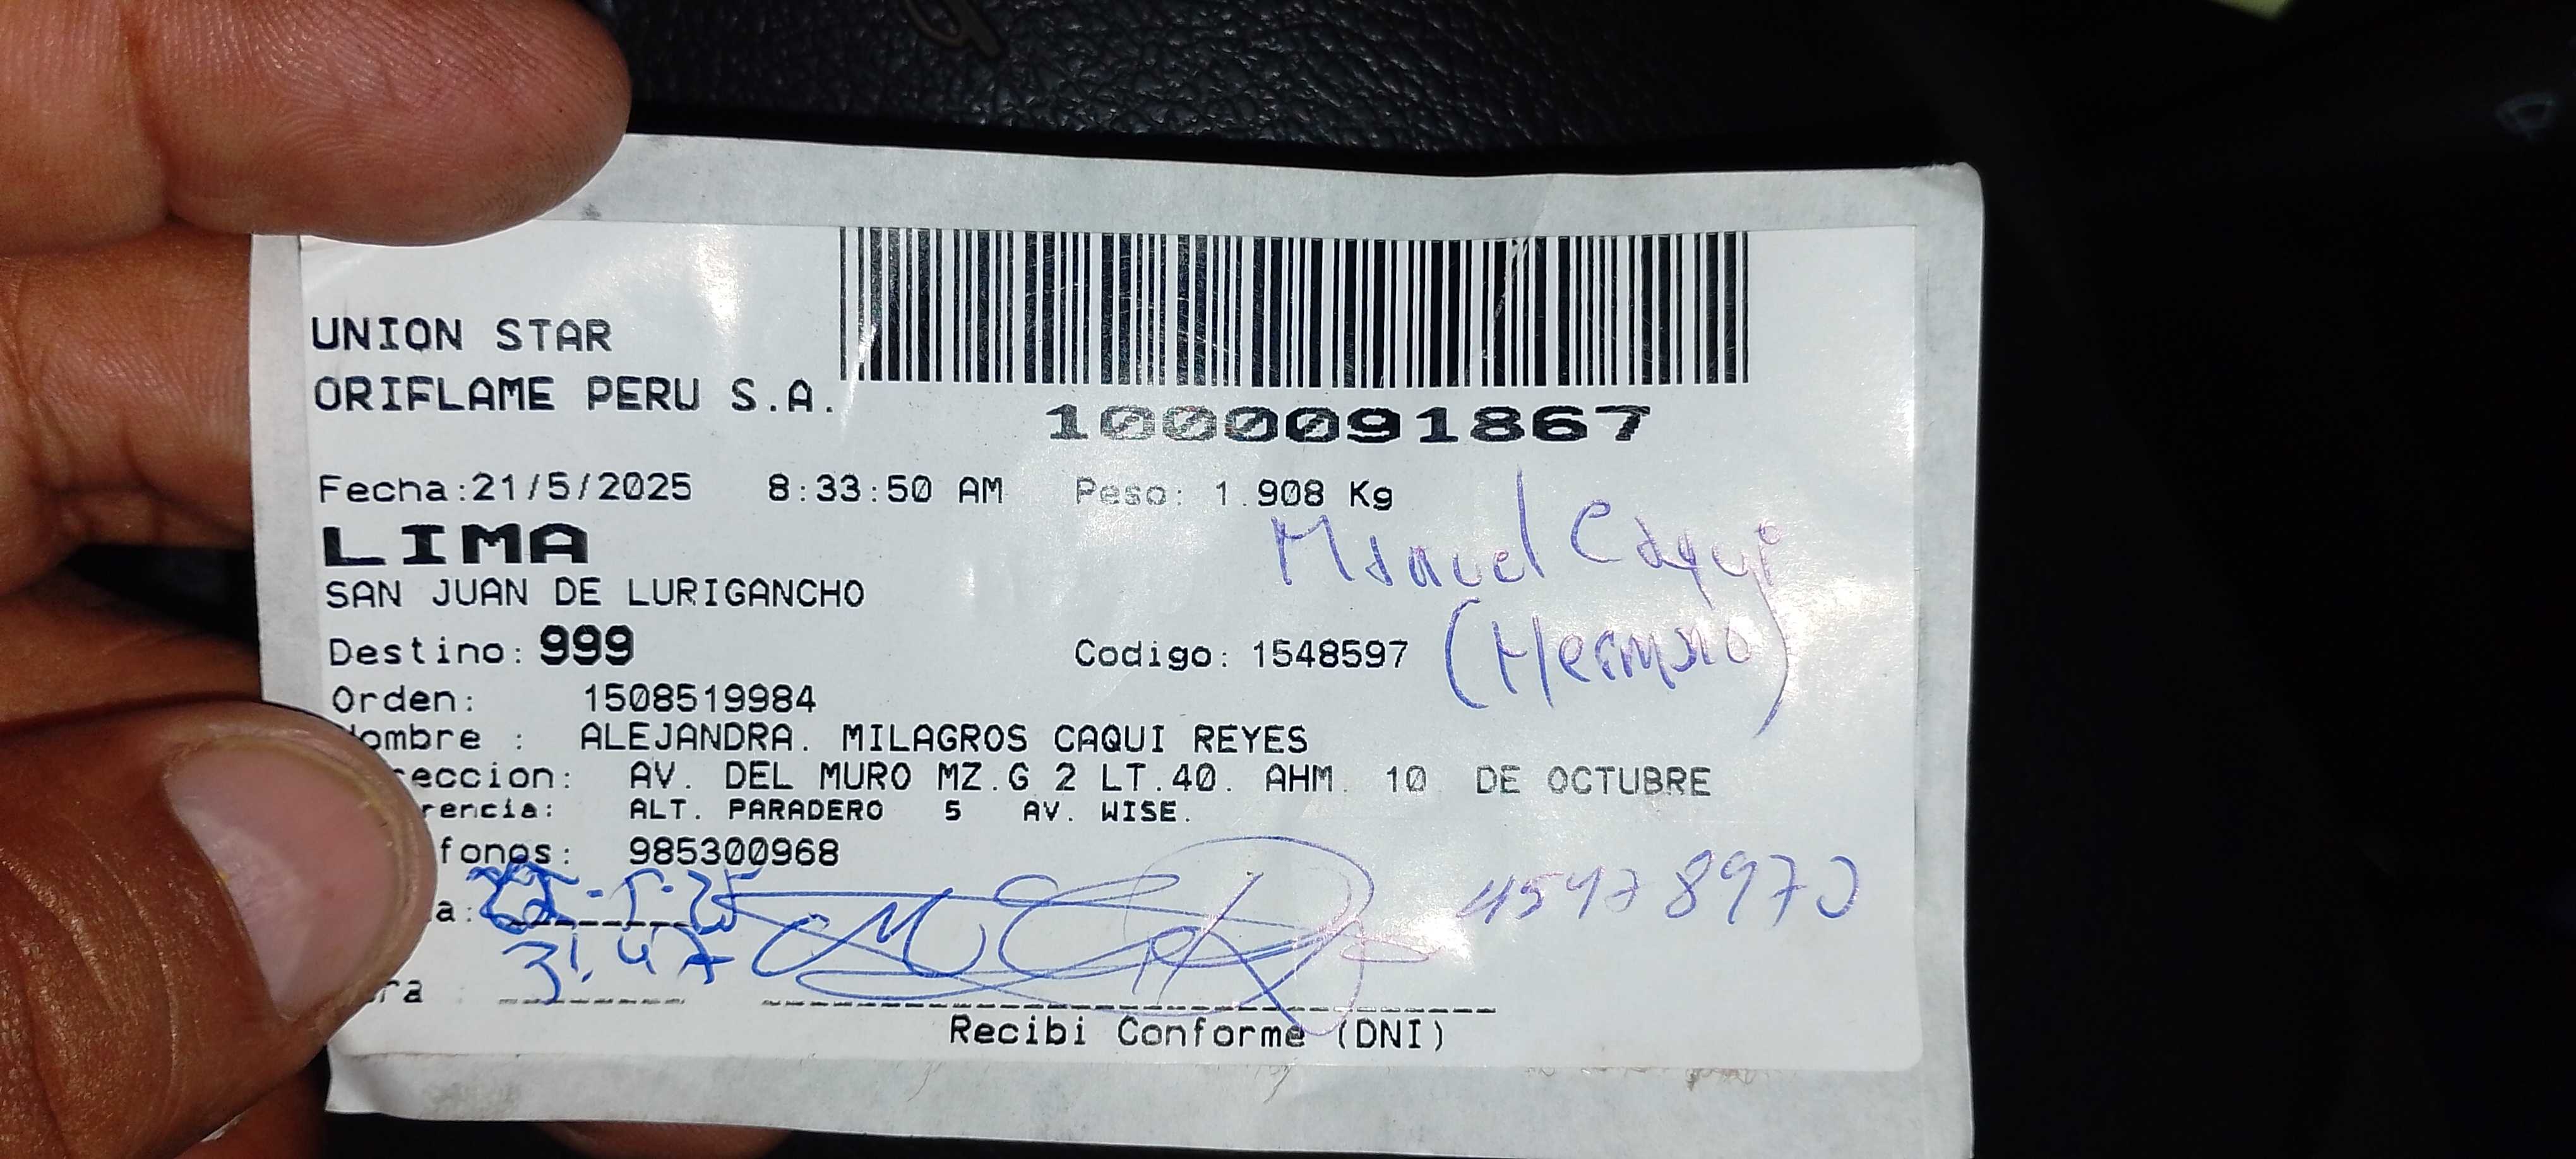 UNION STAR
ORIFLAME PERU S.A.
1000091867
Fecha:21/5/2025 8:33:50 AM Peso: 1.908 Kg
LIMA
Manuel Caqui
SAN JUAN DE LURIGANCHO
(Hermano)
Destino: 999 Codigo: 1548597
Orden: 1508519984
ombre : ALEJANDRA. MILAGROS CAQUI REYES
eccion: AV. DEL MURO MZ.G 2 LT.40. AHM. 10 DE OCTUBRE
rencia: ALT. PARADERO 5 AV. WISE.
fonos: 985300968
a:
ra :
Recibi Conforme (DNI)